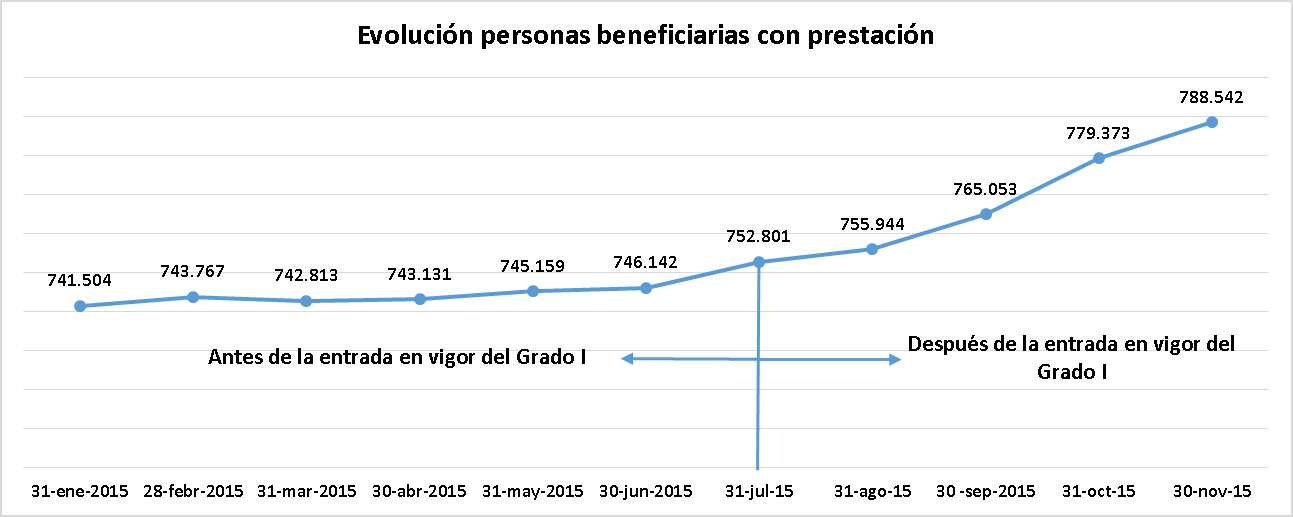 Evolución personas beneficiarias con prestación
741.504
743.767
742.813
743.131
745.159
746.142
752.801
755.944
765.053
779.373
788.542
Antes de la entrada en vigor del Grado I
Después de la entrada en vigor del
Grado I
31-ene-2015
28-febr-2015
31-mar-2015
30-abr-2015
31-may-2015
30-jun-2015
31-jul-15
31-ago-15
30 -sep-2015
31-oct-15
30-nov-15